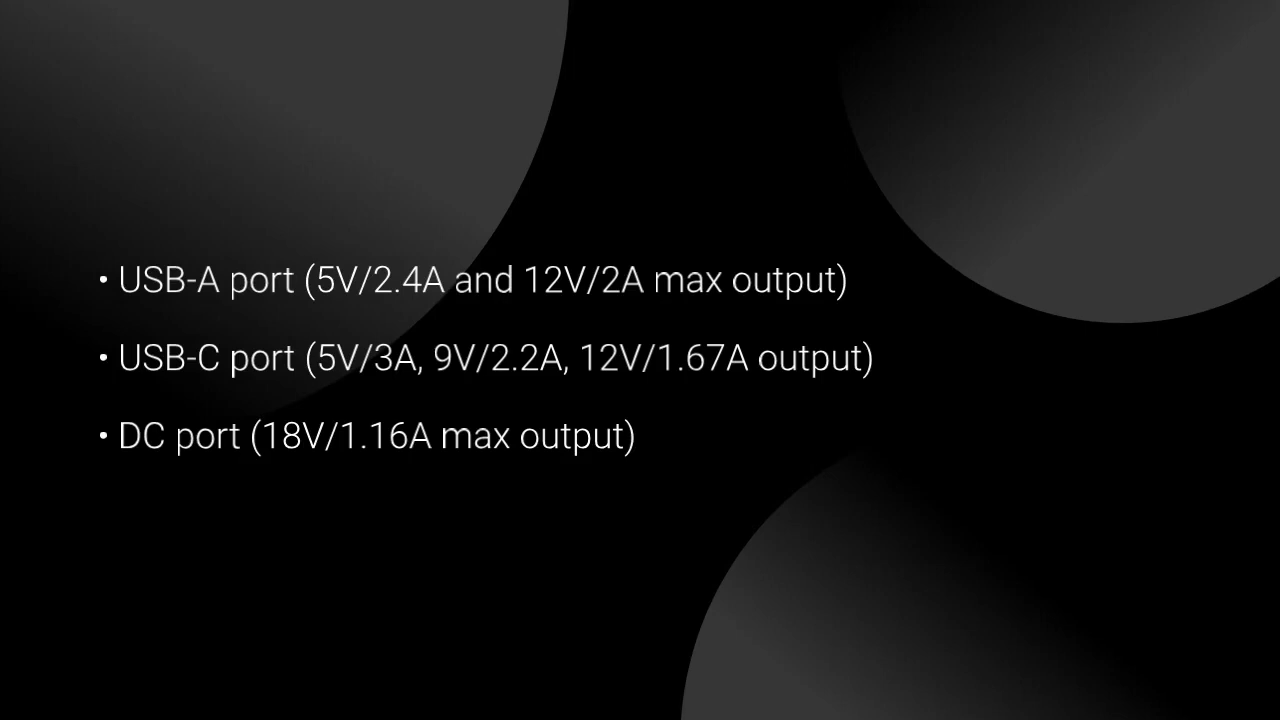 • USB-A port (5V/2.4A and 12V/2A max output)
• USB-C port (5V/3A, 9V/2.2A, 12V/1.67A output)
• DC port (18V/1.16A max output)